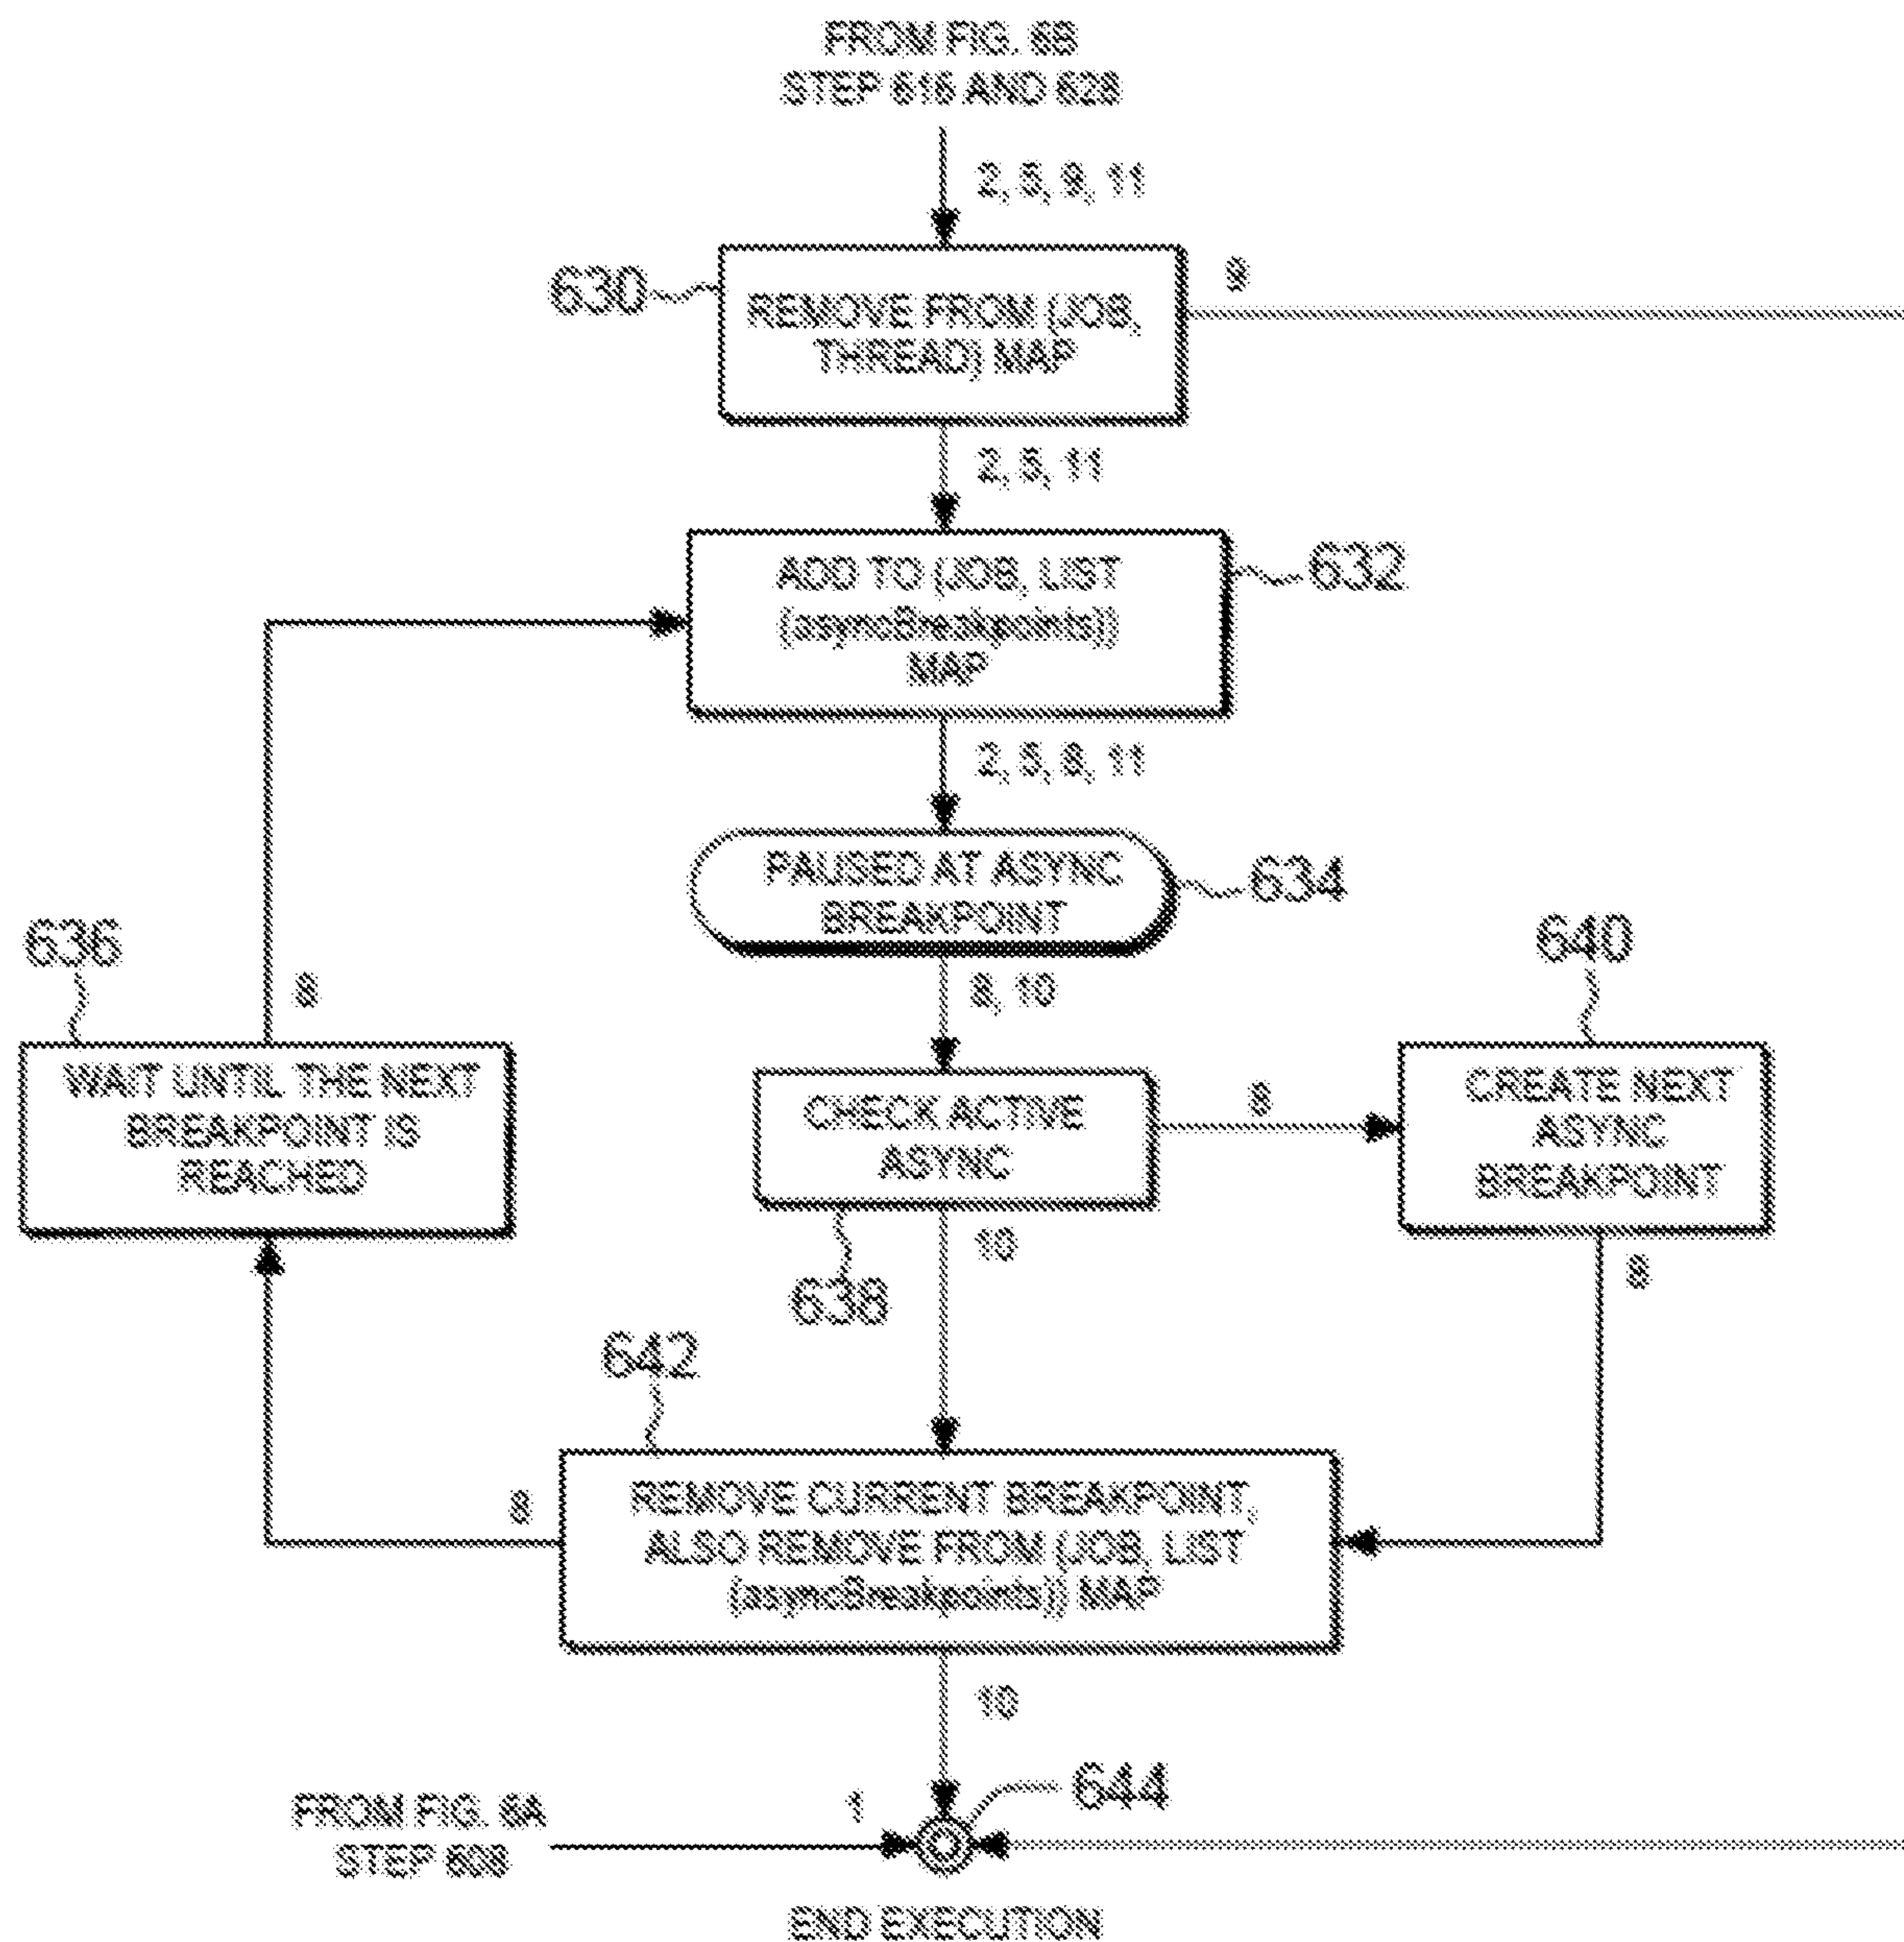 FROM FIG. 6B
STEP 616 AND 628
2, 5, 9, 11
630
9
REMOVE FROM (JOB,
THREAD) MAP
2, 5, 11
632
ADD TO (JOB, LIST
(asyncBreakpoints))
MAP
2, 5, 8, 11
634
PAUSED AT ASYNC
BREAKPOINT
636
640
8
8, 10
WAIT UNTIL THE NEXT
BREAKPOINT IS
REACHED
CHECK ACTIVE
ASYNC
8
CREATE NEXT
ASYNC
BREAKPOINT
10
8
638
642
8
REMOVE CURRENT BREAKPOINT,
ALSO REMOVE FROM (JOB, LIST
(asyncBreakpoints)) MAP
10
644
FROM FIG. 6A
STEP 608
1
END EXECUTION